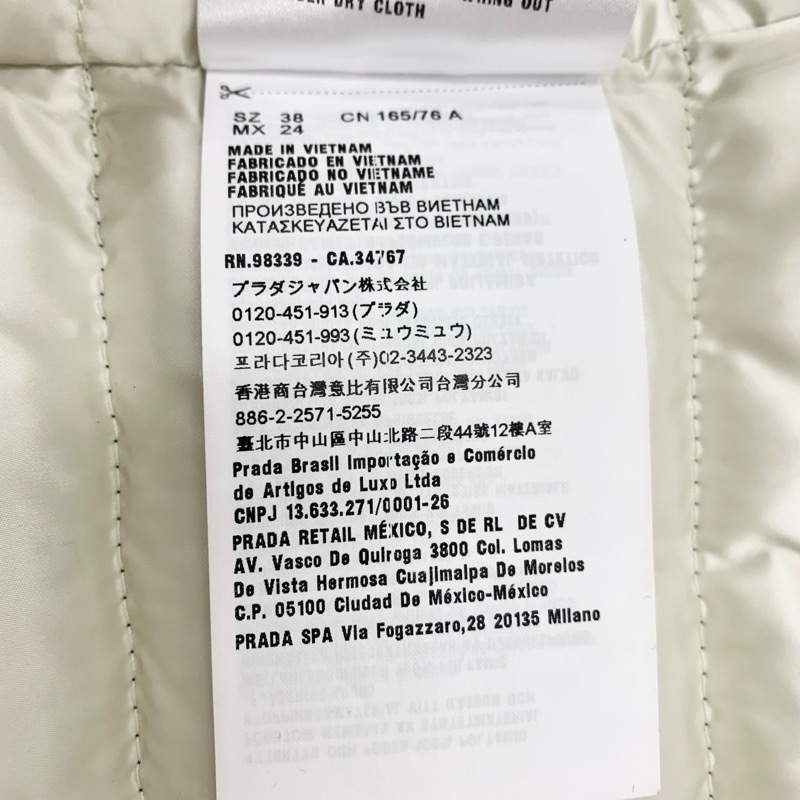 DRY CLOTH
WRING OUT
SZ 38 CN 165/76 A
MX 24
MADE IN VIETNAM
FABRICADO EN VIETNAM
FABRICADO NO VIETNAME
FABRIQUÉ AU VIETNAM
ПРОИЗВЕДЕНО ВЪВ ВИЕТНАМ
ΚΑΤΑΣΚΕΥΑΖΕΤΑΙ ΣΤΟ ΒΙΕΤΝΑΜ
RN.98339 - CA.34767
プラダジャパン株式会社
0120-451-913(プラダ)
0120-451-993(ミュウミュウ)
프라다코리아(주)02-3443-2323
香港商台灣意比有限公司台灣分公司
886-2-2571-5255
臺北市中山區中山北路二段44號12樓A室
Prada Brasil Importação e Comércio
de Artigos de Luxo Ltda
CNPJ 13.633.271/0001-26
PRADA RETAIL MÉXICO, S DE RL DE CV
AV. Vasco De Quiroga 3800 Col. Lomas
De Vista Hermosa Cuajimalpa De Morelos
C.P. 05100 Ciudad De México-México
PRADA SPA Via Fogazzaro,28 20135 Milano